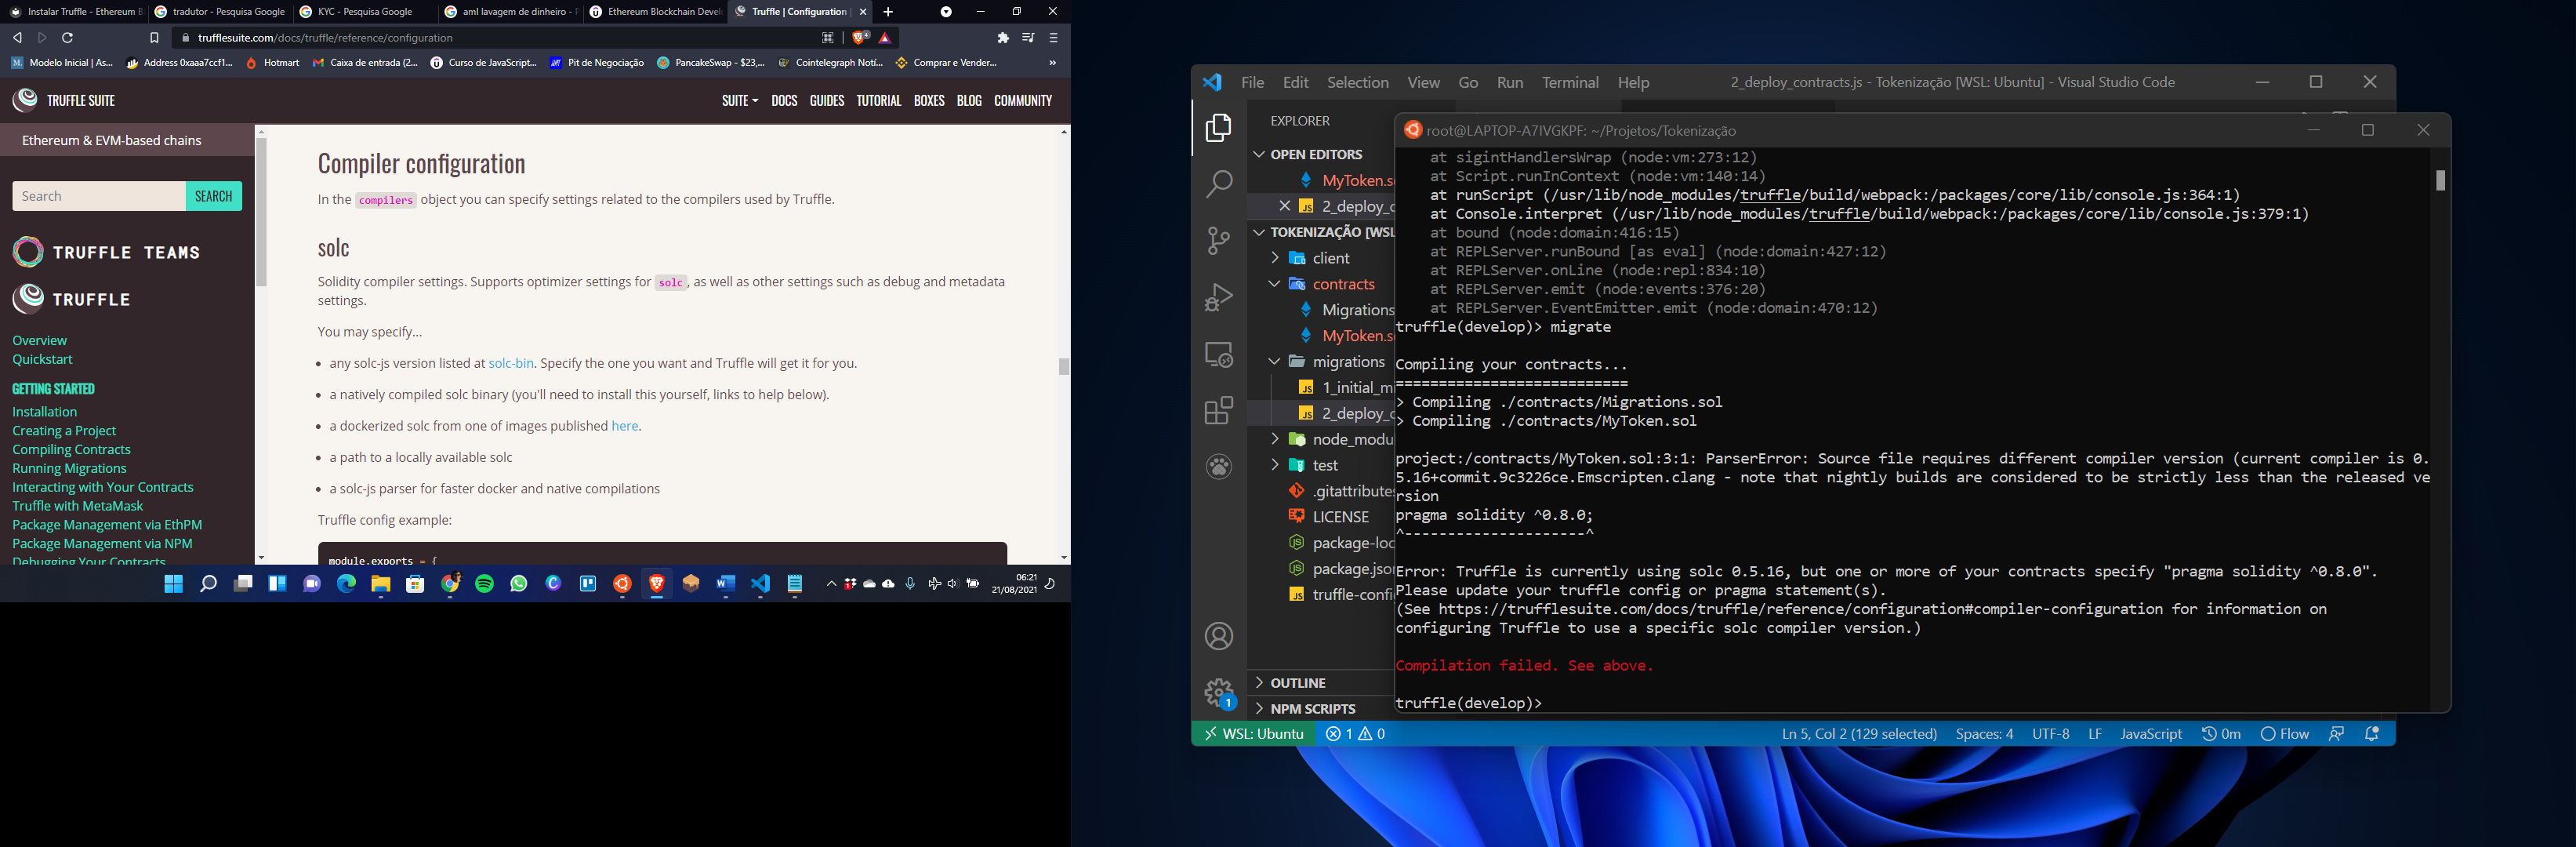 Instalar Truffle - Ethereum B
tradutor - Pesquisa Google
KYC - Pesquisa Google
aml lavagem de dinheiro - P
Ethereum Blockchain Devel
Truffle | Configuration |
trufflesuite.com/docs/truffle/reference/configuration
Modelo Inicial | As...
Address 0xaaa7ccf1...
Hotmart
Caixa de entrada (2...
Curso de JavaScript...
Pit de Negociação
PancakeSwap - $23,...
Cointelegraph Notí...
Comprar e Vender...
»
TRUFFLE SUITE
SUITE
DOCS
GUIDES
TUTORIAL
BOXES
BLOG
COMMUNITY
Ethereum & EVM-based chains
Search
SEARCH
TRUFFLE TEAMS
TRUFFLE
Overview
Quickstart
GETTING STARTED
Installation
Creating a Project
Compiling Contracts
Running Migrations
Interacting with Your Contracts
Truffle with MetaMask
Package Management via EthPM
Package Management via NPM
Debugging Your Contracts
Compiler configuration
In the compilers object you can specify settings related to the compilers used by Truffle.
solc
Solidity compiler settings. Supports optimizer settings for solc, as well as other settings such as debug and metadata
settings.
You may specify...
• any solc-js version listed at solc-bin. Specify the one you want and Truffle will get it for you.
• a natively compiled solc binary (you'll need to install this yourself, links to help below).
• a dockerized solc from one of images published here.
• a path to a locally available solc
• a solc-js parser for faster docker and native compilations
Truffle config example:
module.exports = {
06:21
21/08/2021
File Edit Selection View Go Run Terminal Help
2_deploy_contracts.js - Tokenização [WSL: Ubuntu] - Visual Studio Code
EXPLORER
OPEN EDITORS
MyToken.s
JS 2_deploy_c
TOKENIZAÇÃO [WSL
client
contracts
Migrations
MyToken.s
migrations
JS 1_initial_m
JS 2_deploy_c
node_modu
test
.gitattributes
LICENSE
package-loc
package.json
JS truffle-confi
OUTLINE
NPM SCRIPTS
1
root@LAPTOP-A7IVGKPF: ~/Projetos/Tokenização
at sigintHandlersWrap (node:vm:273:12)
at Script.runInContext (node:vm:140:14)
at runScript (/usr/lib/node_modules/truffle/build/webpack:/packages/core/lib/console.js:364:1)
at Console.interpret (/usr/lib/node_modules/truffle/build/webpack:/packages/core/lib/console.js:379:1)
at bound (node:domain:416:15)
at REPLServer.runBound [as eval] (node:domain:427:12)
at REPLServer.onLine (node:repl:834:10)
at REPLServer.emit (node:events:376:20)
at REPLServer.EventEmitter.emit (node:domain:470:12)
truffle(develop)> migrate
Compiling your contracts...
===========================
> Compiling ./contracts/Migrations.sol
> Compiling ./contracts/MyToken.sol
project:/contracts/MyToken.sol:3:1: ParserError: Source file requires different compiler version (current compiler is 0.
5.16+commit.9c3226ce.Emscripten.clang - note that nightly builds are considered to be strictly less than the released ve
rsion
pragma solidity ^0.8.0;
^---------------------^
Error: Truffle is currently using solc 0.5.16, but one or more of your contracts specify "pragma solidity ^0.8.0".
Please update your truffle config or pragma statement(s).
(See https://trufflesuite.com/docs/truffle/reference/configuration#compiler-configuration for information on
configuring Truffle to use a specific solc compiler version.)
Compilation failed. See above.
truffle(develop)>
WSL: Ubuntu
1
0
Ln 5, Col 2 (129 selected)
Spaces: 4
UTF-8
LF
JavaScript
0m
Flow